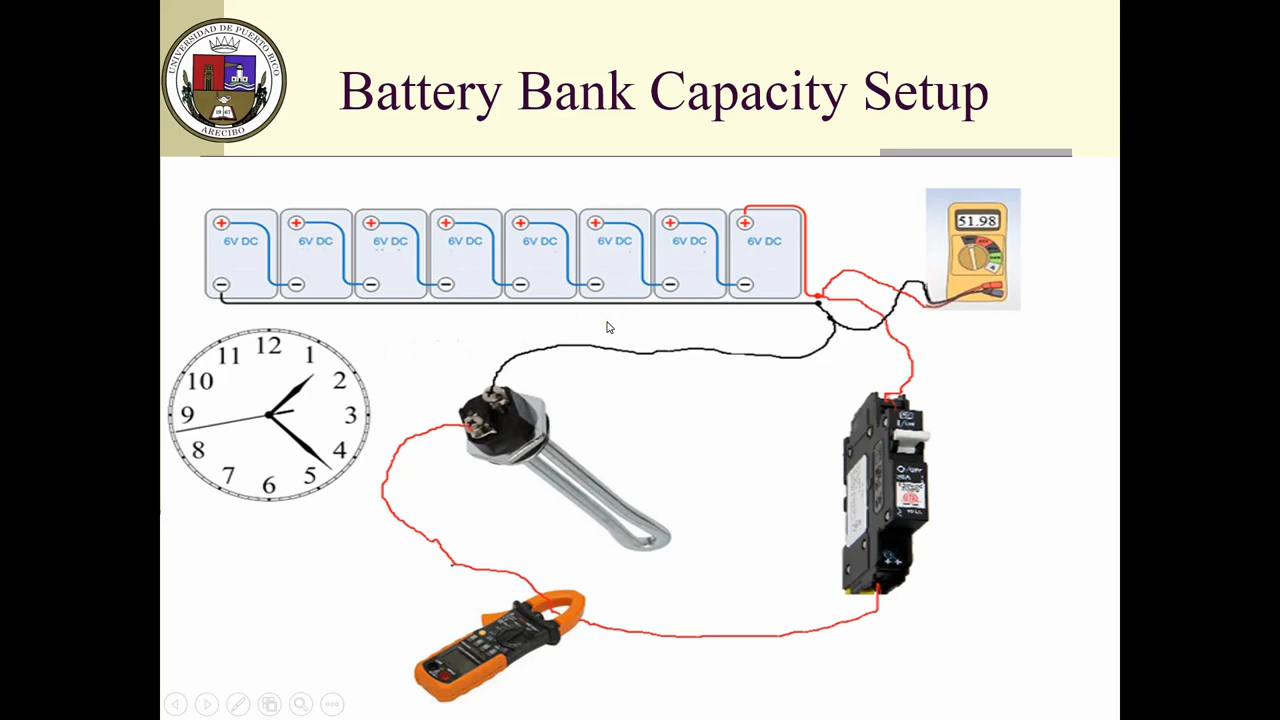 UNIVERSIDAD DE PUERTO RICO
ARECIBO
Battery Bank Capacity Setup
+ + + + + + + +
6V DC 6V DC 6V DC 6V DC 6V DC 6V DC 6V DC 6V DC
− − − − − − − −
51.98
12
11 1
10 2
9 3
8 4
7 5
6